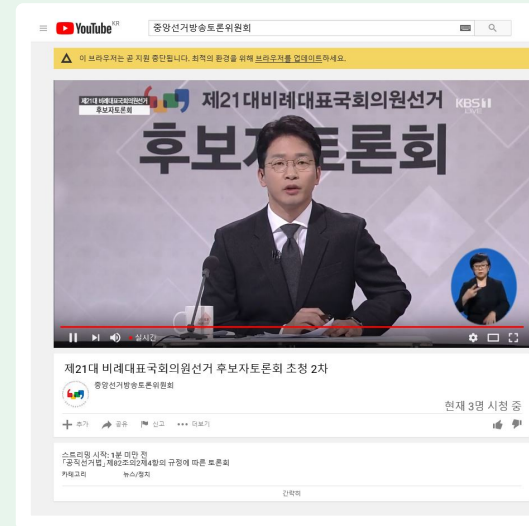 YouTube KR
중앙선거방송토론위원회
이 브라우저는 곧 지원 중단됩니다. 최적의 환경을 위해 브라우저를 업데이트하세요.
제21대 비례대표국회의원선거
후보자토론회
제21대비례대표국회의원선거
KBS 1
LIVE
후보자토론회
실시간
제21대 비례대표국회의원선거 후보자토론회 초청 2차
중앙선거방송토론위원회
현재 3명 시청 중
추가 공유 신고 더보기
스트리밍 시작: 1분 미만 전
「공직선거법」 제82조의2제4항의 규정에 따른 토론회
카테고리 뉴스/정치
간략히